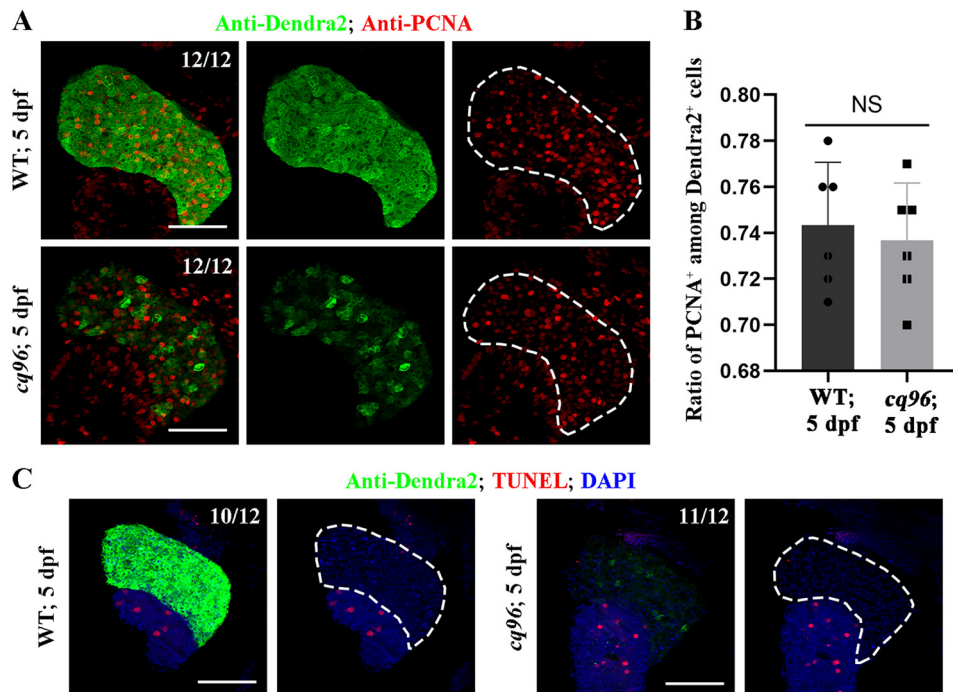 A
Anti-Dendra2; Anti-PCNA
WT; 5 dpf
12/12
cq96; 5 dpf
12/12
B
Ratio of PCNA⁺ among Dendra2⁺ cells
NS
0.80
0.78
0.76
0.74
0.72
0.70
0.68
WT;
5 dpf
cq96;
5 dpf
C
Anti-Dendra2; TUNEL; DAPI
WT; 5 dpf
10/12
cq96; 5 dpf
11/12